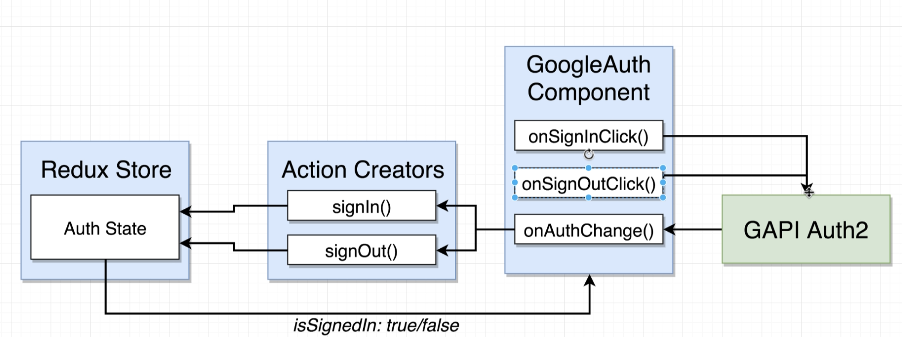 GoogleAuth
Component
onSignInClick()
Redux Store
Action Creators
onSignOutClick()
signIn()
Auth State
onAuthChange()
GAPI Auth2
signOut()
isSignedIn: true/false